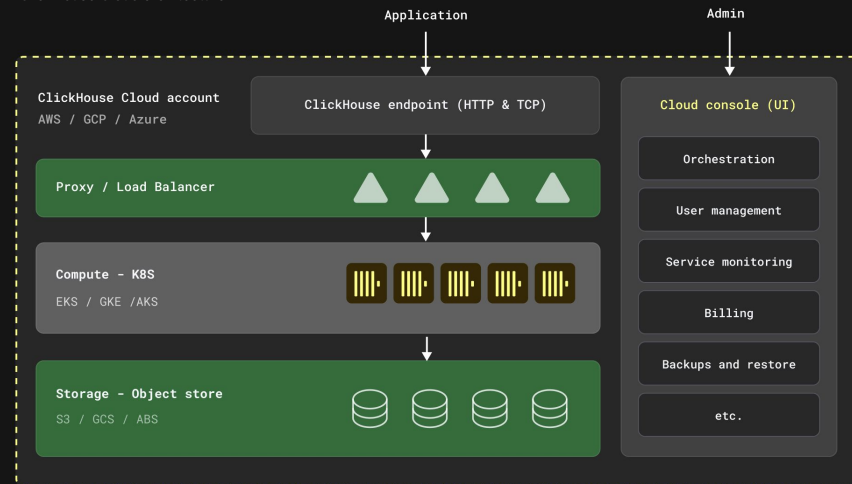 Application
Admin
ClickHouse Cloud account
AWS / GCP / Azure
ClickHouse endpoint (HTTP & TCP)
Proxy / Load Balancer
Compute - K8S
EKS / GKE /AKS
Storage - Object store
S3 / GCS / ABS
Cloud console (UI)
Orchestration
User management
Service monitoring
Billing
Backups and restore
etc.